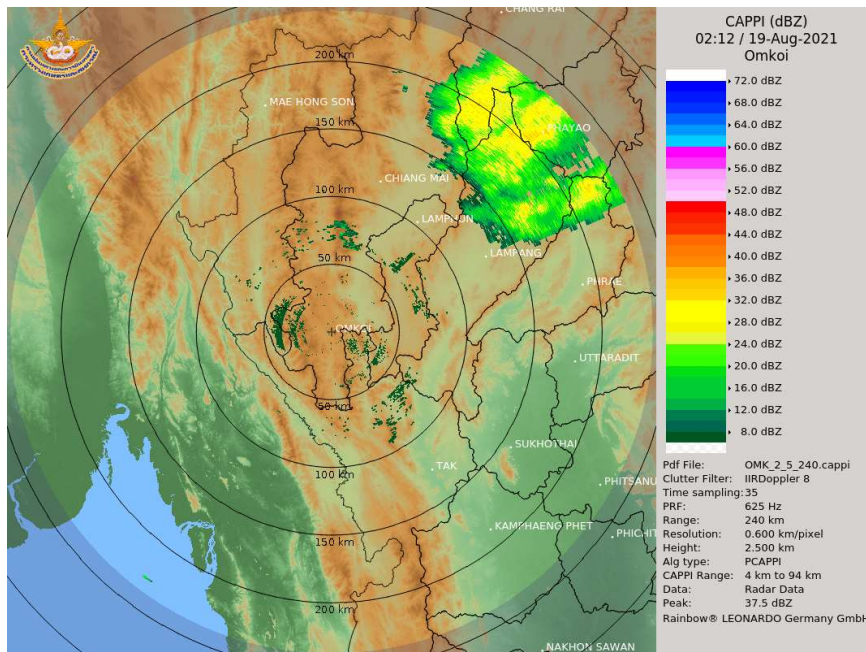 CHANG RAI
200 km
MAE HONG SON
150 km
PHAYAO
CHIANG MAI
100 km
LAMPHUN
50 km
LAMPANG
PHRAE
OMKOI
UTTARADIT
50 km
SUKHOTHAI
TAK
100 km
PHITSANU
KAMPHAENG PHET
PHICHIT
150 km
200 km
NAKHON SAWAN
CAPPI (dBZ)
02:12 / 19-Aug-2021
Omkoi
72.0 dBZ
68.0 dBZ
64.0 dBZ
60.0 dBZ
56.0 dBZ
52.0 dBZ
48.0 dBZ
44.0 dBZ
40.0 dBZ
36.0 dBZ
32.0 dBZ
28.0 dBZ
24.0 dBZ
20.0 dBZ
16.0 dBZ
12.0 dBZ
8.0 dBZ
Pdf File: OMK_2_5_240.cappi
Clutter Filter: IIRDoppler 8
Time sampling: 35
PRF: 625 Hz
Range: 240 km
Resolution: 0.600 km/pixel
Height: 2.500 km
Alg type: PCAPPI
CAPPI Range: 4 km to 94 km
Data: Radar Data
Peak: 37.5 dBZ
Rainbow® LEONARDO Germany GmbH